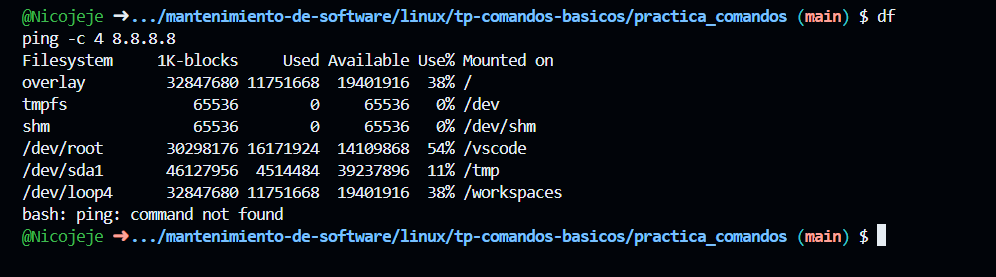 @Nicojeje ➜.../mantenimiento-de-software/linux/tp-comandos-basicos/practica_comandos (main) $ df
ping -c 4 8.8.8.8
Filesystem     1K-blocks     Used Available Use% Mounted on
overlay         32847680 11751668  19401916  38% /
tmpfs              65536        0     65536   0% /dev
shm                65536        0     65536   0% /dev/shm
/dev/root       30298176 16171924  14109868  54% /vscode
/dev/sda1       46127956  4514484  39237896  11% /tmp
/dev/loop4      32847680 11751668  19401916  38% /workspaces
bash: ping: command not found
@Nicojeje ➜.../mantenimiento-de-software/linux/tp-comandos-basicos/practica_comandos (main) $